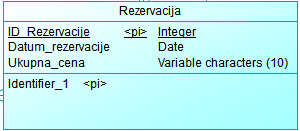 Rezervacija
ID_Rezervacije <pi> Integer
Datum_rezervacije Date
Ukupna_cena Variable characters (10)
Identifier_1 <pi>